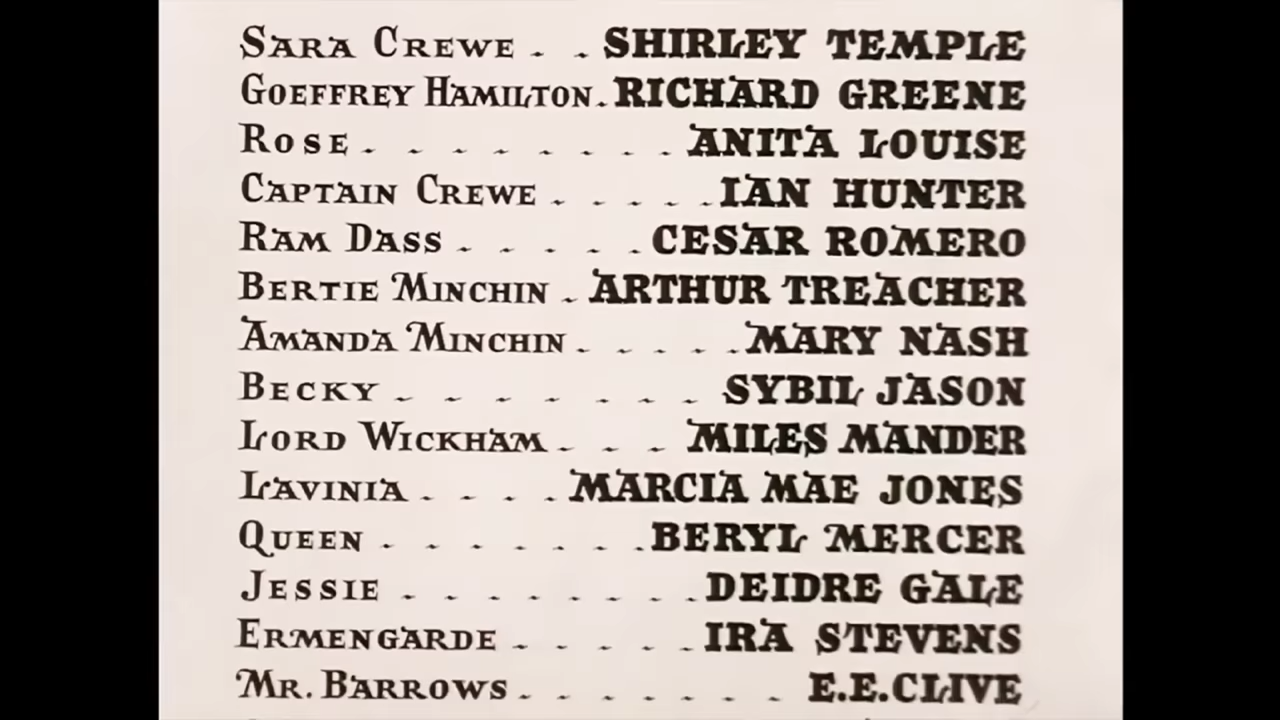 Sara Crewe . . SHIRLEY TEMPLE
Goeffrey Hamilton . RICHARD GREENE
Rose . . . . . . . . ANITA LOUISE
Captain Crewe . . . . . IAN HUNTER
Ram Dass . . . . . CESAR ROMERO
Bertie Minchin . ARTHUR TREACHER
Amanda Minchin . . . . . MARY NASH
Becky . . . . . . . SYBIL JASON
Lord Wickham . . . MILES MANDER
Lavinia . . . . MARCIA MAE JONES
Queen . . . . . . . BERYL MERCER
Jessie . . . . . . . . DEIDRE GALE
Ermengarde . . . . . IRA STEVENS
Mr. Barrows . . . . . . . E.E.CLIVE